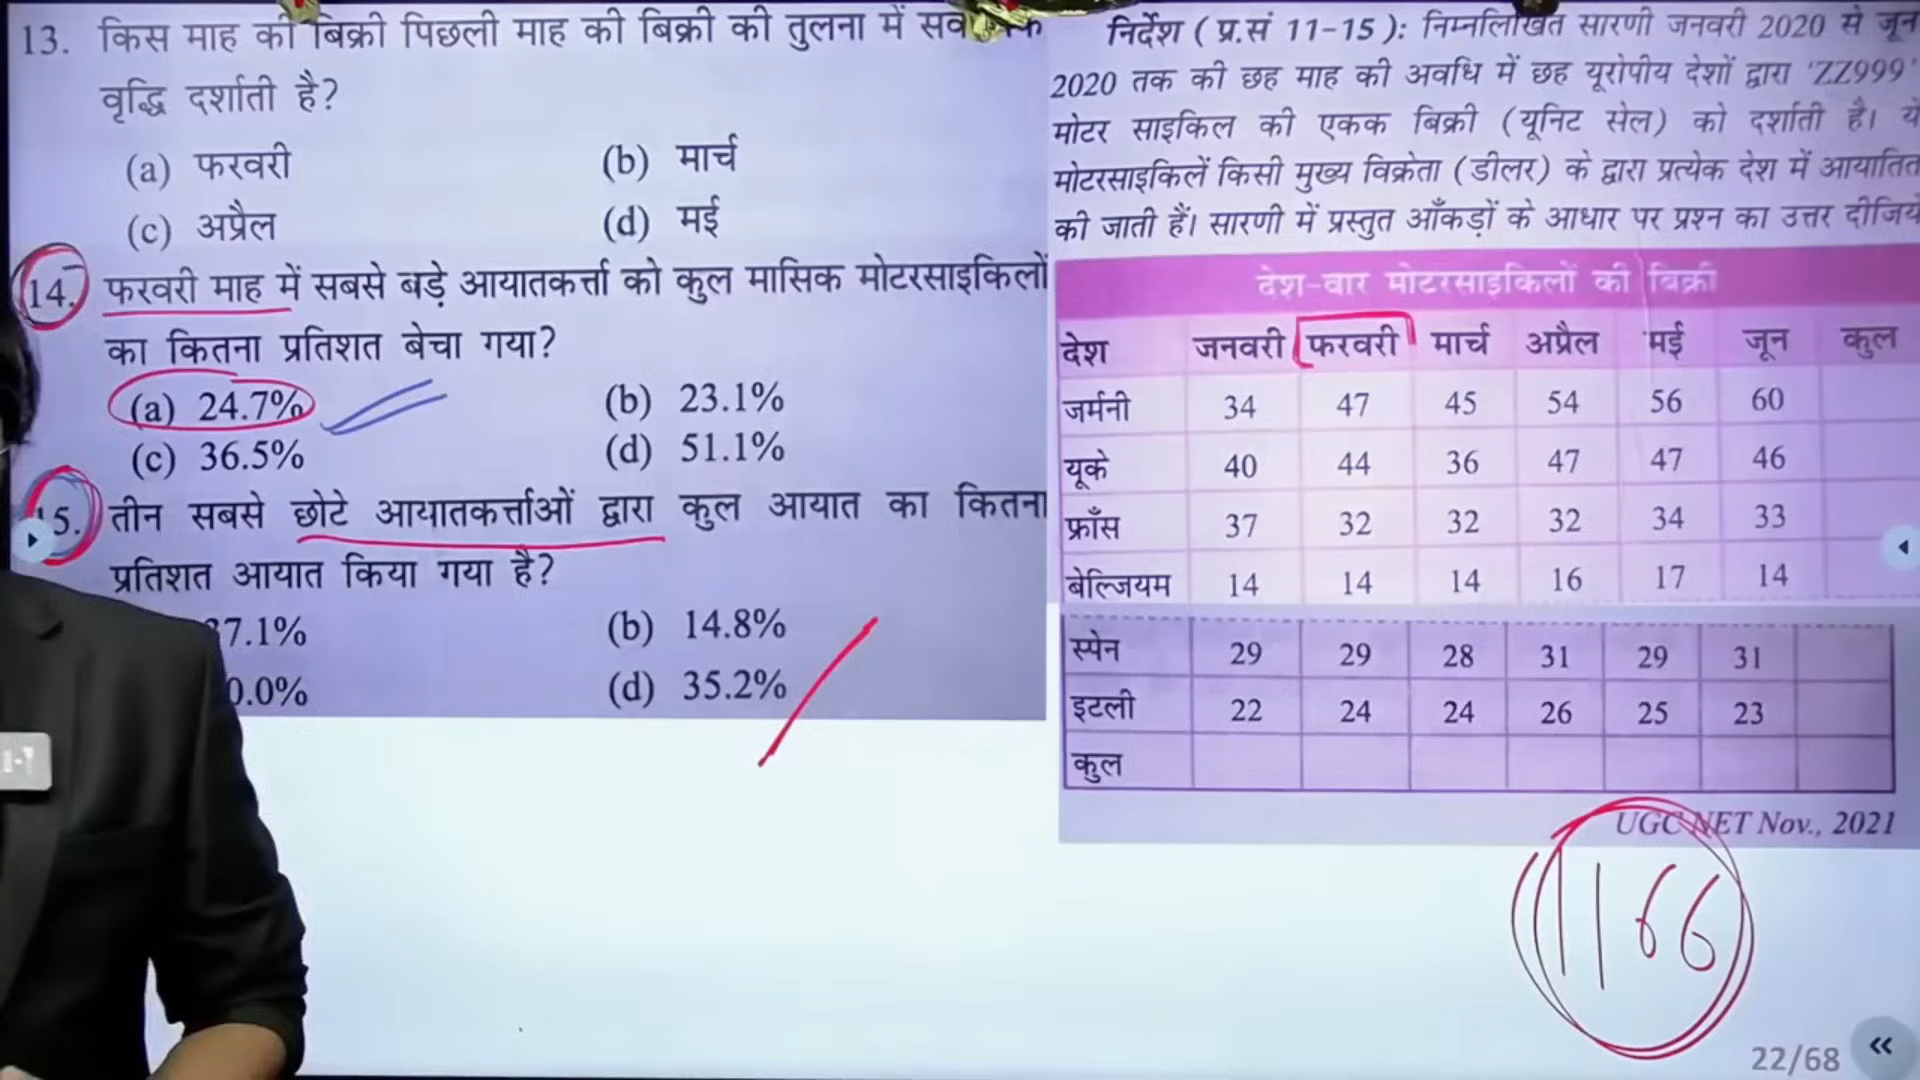 13. किस माह की बिक्री पिछली माह की बिक्री की तुलना में
वृद्धि दर्शाती है?
(a) फरवरी (b) मार्च
(c) अप्रैल (d) मई
14. फरवरी माह में सबसे बड़े आयातकर्त्ता को कुल मासिक मोटरसाइकिलों
का कितना प्रतिशत बेचा गया?
(a) 24.7% (b) 23.1%
(c) 36.5% (d) 51.1%
15. तीन सबसे छोटे आयातकर्त्ताओं द्वारा कुल आयात का कितना
प्रतिशत आयात किया गया है?
7.1% (b) 14.8%
0.0% (d) 35.2%
निर्देश ( प्र.सं 11-15 ): निम्नलिखित सारणी जनवरी 2020 से जून
2020 तक की छह माह की अवधि में छह यूरोपीय देशों द्वारा 'ZZ999'
मोटर साइकिल की एकक बिक्री (यूनिट सेल) को दर्शाती है। ये
मोटरसाइकिलें किसी मुख्य विक्रेता (डीलर) के द्वारा प्रत्येक देश में आयातित
की जाती हैं। सारणी में प्रस्तुत आँकड़ों के आधार पर प्रश्न का उत्तर दीजिये
देश-वार मोटरसाइकिलों की बिक्री
देश जनवरी फरवरी मार्च अप्रैल मई जून कुल
जर्मनी 34 47 45 54 56 60
यूके 40 44 36 47 47 46
फ्राँस 37 32 32 32 34 33
बेल्जियम 14 14 14 16 17 14
स्पेन 29 29 28 31 29 31
इटली 22 24 24 26 25 23
कुल
UGC NET Nov., 2021
1166
22/68